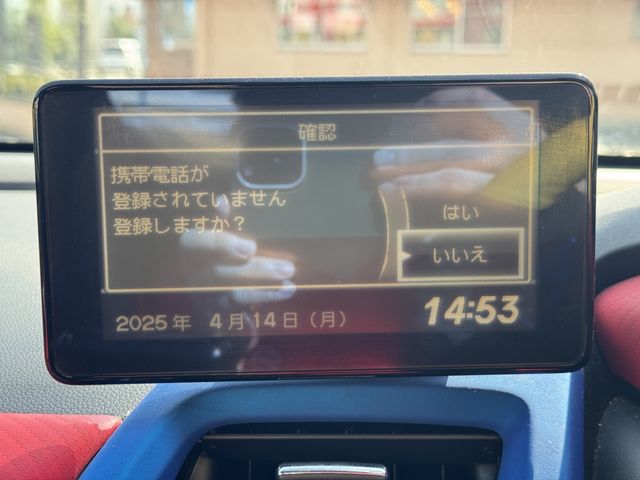 確認
携帯電話が
登録されていません
登録しますか？
はい
いいえ
2025年 4月14日（月）
14:53